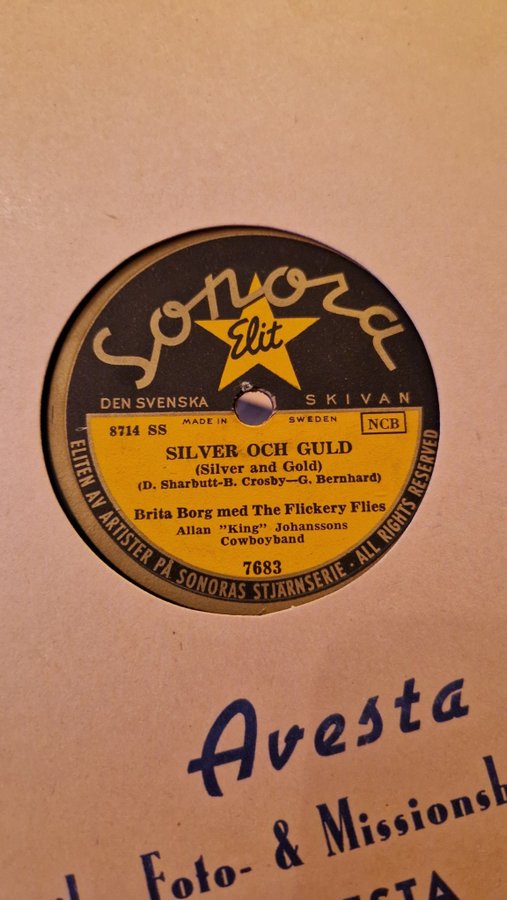 Sonora
Elit
DEN SVENSKA SKIVAN
8714 SS MADE IN SWEDEN NCB
SILVER OCH GULD
(Silver and Gold)
(D. Sharbutt-B. Crosby—G. Bernhard)
Brita Borg med The Flickery Flies
Allan "King" Johanssons
Cowboyband
7683
ELITEN AV ARTISTER PÅ SONORAS STJÄRNSERIE · ALL RIGHTS RESERVED
Avesta
Foto- & Missionsb